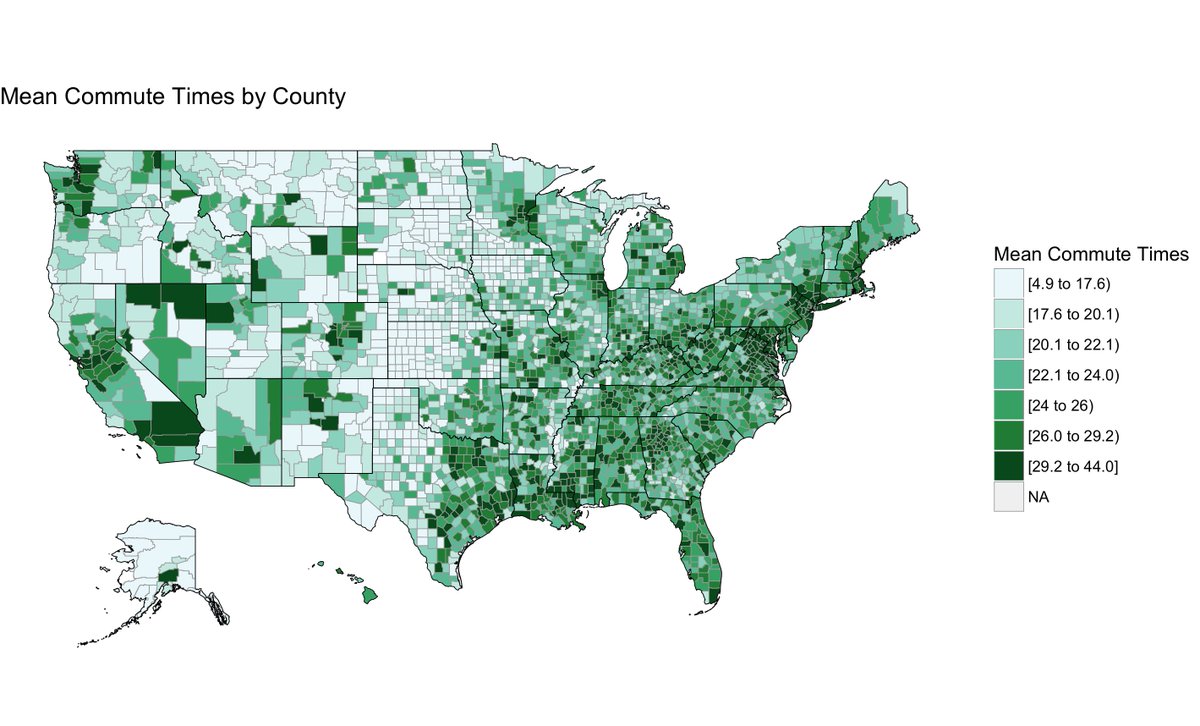 Mean Commute Times by County
Mean Commute Times
[4.9 to 17.6)
[17.6 to 20.1)
[20.1 to 22.1)
[22.1 to 24.0)
[24 to 26)
[26.0 to 29.2)
[29.2 to 44.0]
NA